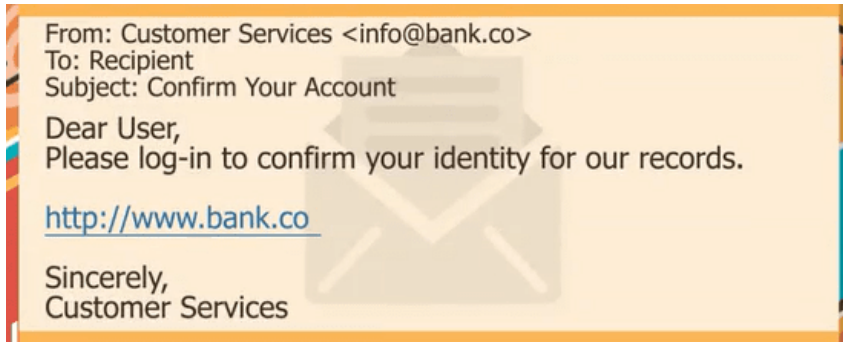 From: Customer Services <info@bank.co>
To: Recipient
Subject: Confirm Your Account
Dear User,
Please log-in to confirm your identity for our records.
http://www.bank.co
Sincerely,
Customer Services